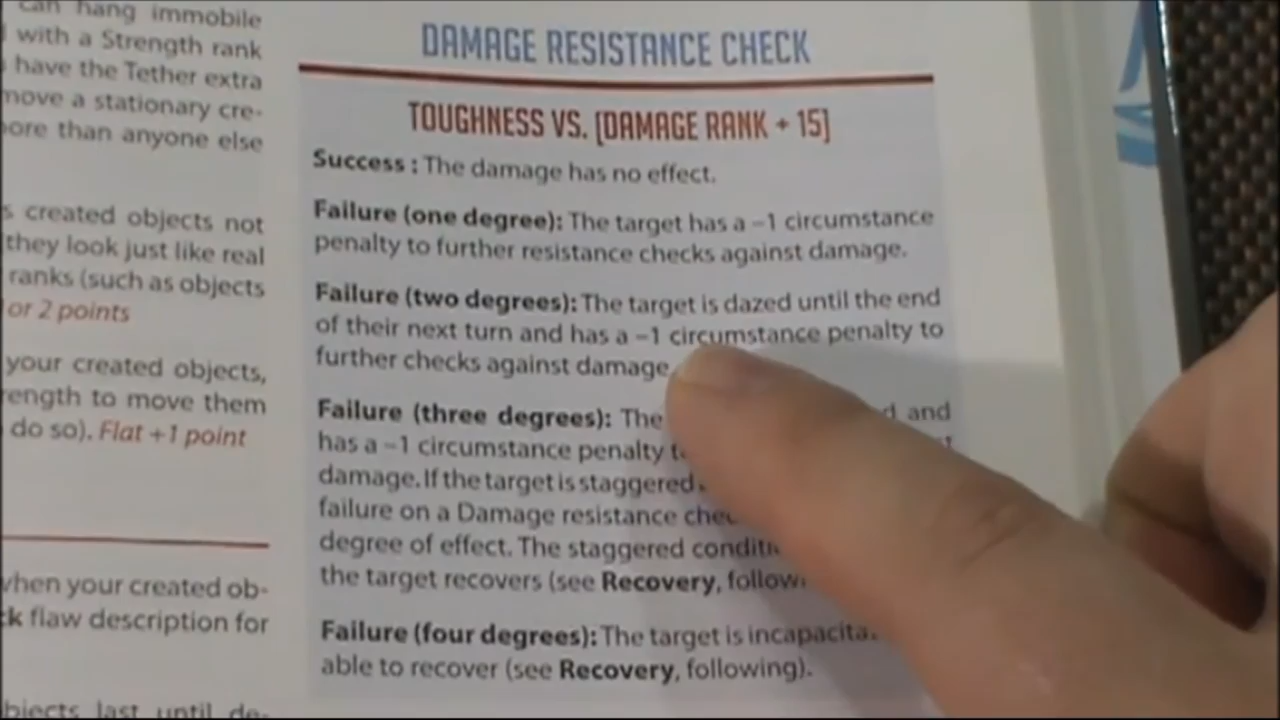 can hang immobile
with a Strength rank
have the Tether extra
move a stationary cre-
more than anyone else
s created objects not
they look just like real
ranks (such as objects
or 2 points
your created objects,
rength to move them
do so). Flat +1 point
when your created ob-
ck flaw description for
bjects last until de-
DAMAGE RESISTANCE CHECK
TOUGHNESS VS. [DAMAGE RANK + 15]
Success : The damage has no effect.
Failure (one degree): The target has a –1 circumstance
penalty to further resistance checks against damage.
Failure (two degrees): The target is dazed until the end
of their next turn and has a –1 circumstance penalty to
further checks against damage
Failure (three degrees): The d and
has a –1 circumstance penalty
damage. If the target is staggered
failure on a Damage resistance
degree of effect. The staggered
the target recovers (see Recovery,
Failure (four degrees): The target is
able to recover (see Recovery, following).